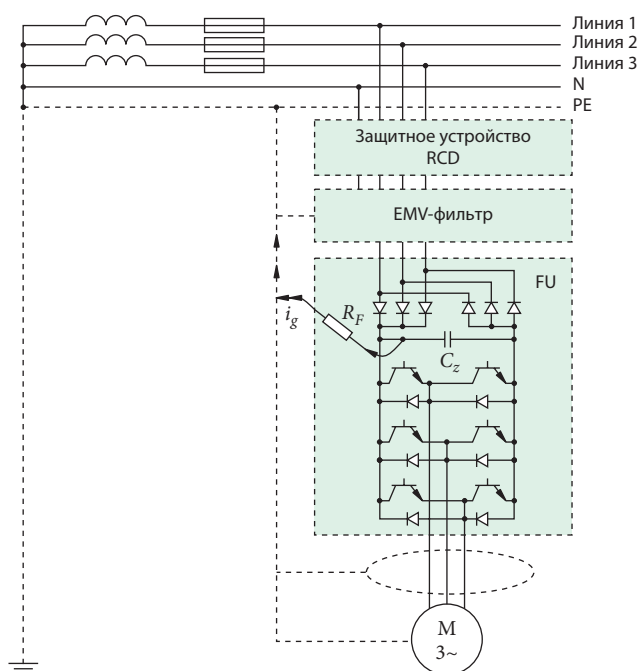 Линия 1
Линия 2
Линия 3
N
PE
Защитное устройство
RCD
EMV-фильтр
FU
R_F
i_g
C_z
M
3~